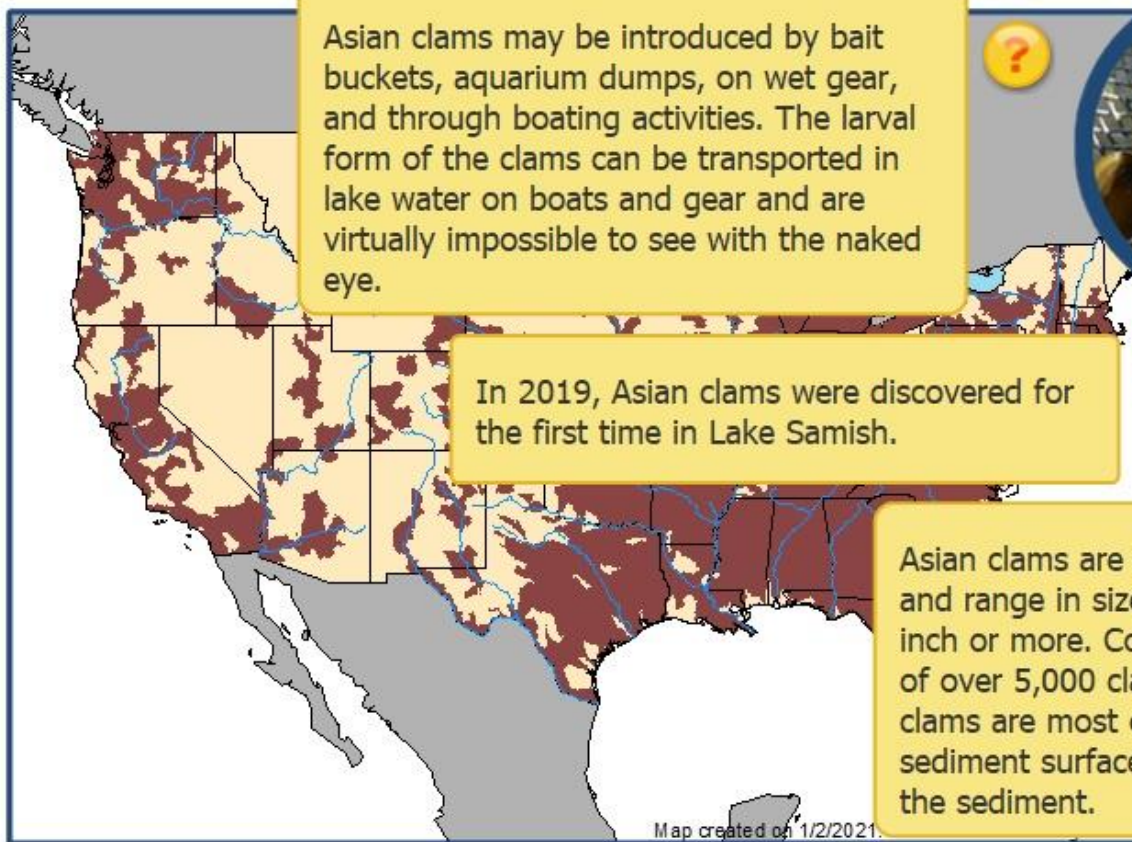 Asian clams may be introduced by bait
buckets, aquarium dumps, on wet gear,
and through boating activities. The larval
form of the clams can be transported in
lake water on boats and gear and are
virtually impossible to see with the naked
eye.
?
In 2019, Asian clams were discovered for
the first time in Lake Samish.
Asian clams are
and range in size
inch or more. Co
of over 5,000 cla
clams are most
sediment surface
the sediment.
Map created on 1/2/2021.